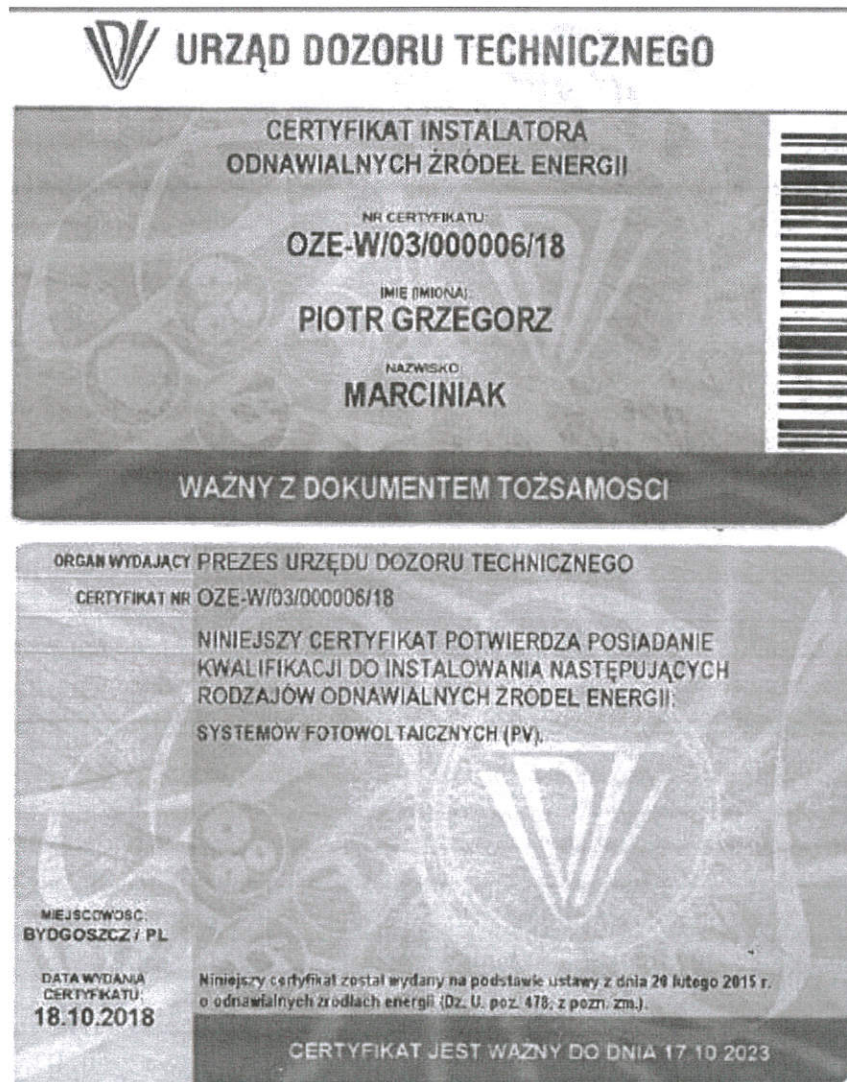 URZĄD DOZORU TECHNICZNEGO
CERTYFIKAT INSTALATORA
ODNAWIALNYCH ŹRÓDEŁ ENERGII
NR CERTYFIKATU:
OZE-W/03/000006/18
IMIĘ (IMIONA):
PIOTR GRZEGORZ
NAZWISKO:
MARCINIAK
WAŻNY Z DOKUMENTEM TOŻSAMOŚCI
ORGAN WYDAJĄCY PREZES URZĘDU DOZORU TECHNICZNEGO
CERTYFIKAT NR OZE-W/03/000006/18
NINIEJSZY CERTYFIKAT POTWIERDZA POSIADANIE
KWALIFIKACJI DO INSTALOWANIA NASTĘPUJĄCYCH
RODZAJÓW ODNAWIALNYCH ŹRÓDEŁ ENERGII:
SYSTEMÓW FOTOWOLTAICZNYCH (PV).
MIEJSCOWOŚĆ:
BYDGOSZCZ / PL
DATA WYDANIA
CERTYFIKATU:
18.10.2018
Niniejszy certyfikat został wydany na podstawie ustawy z dnia 20 lutego 2015 r.
o odnawialnych źródłach energii (Dz. U. poz. 478, z pozn. zm.).
CERTYFIKAT JEST WAŻNY DO DNIA 17.10.2023